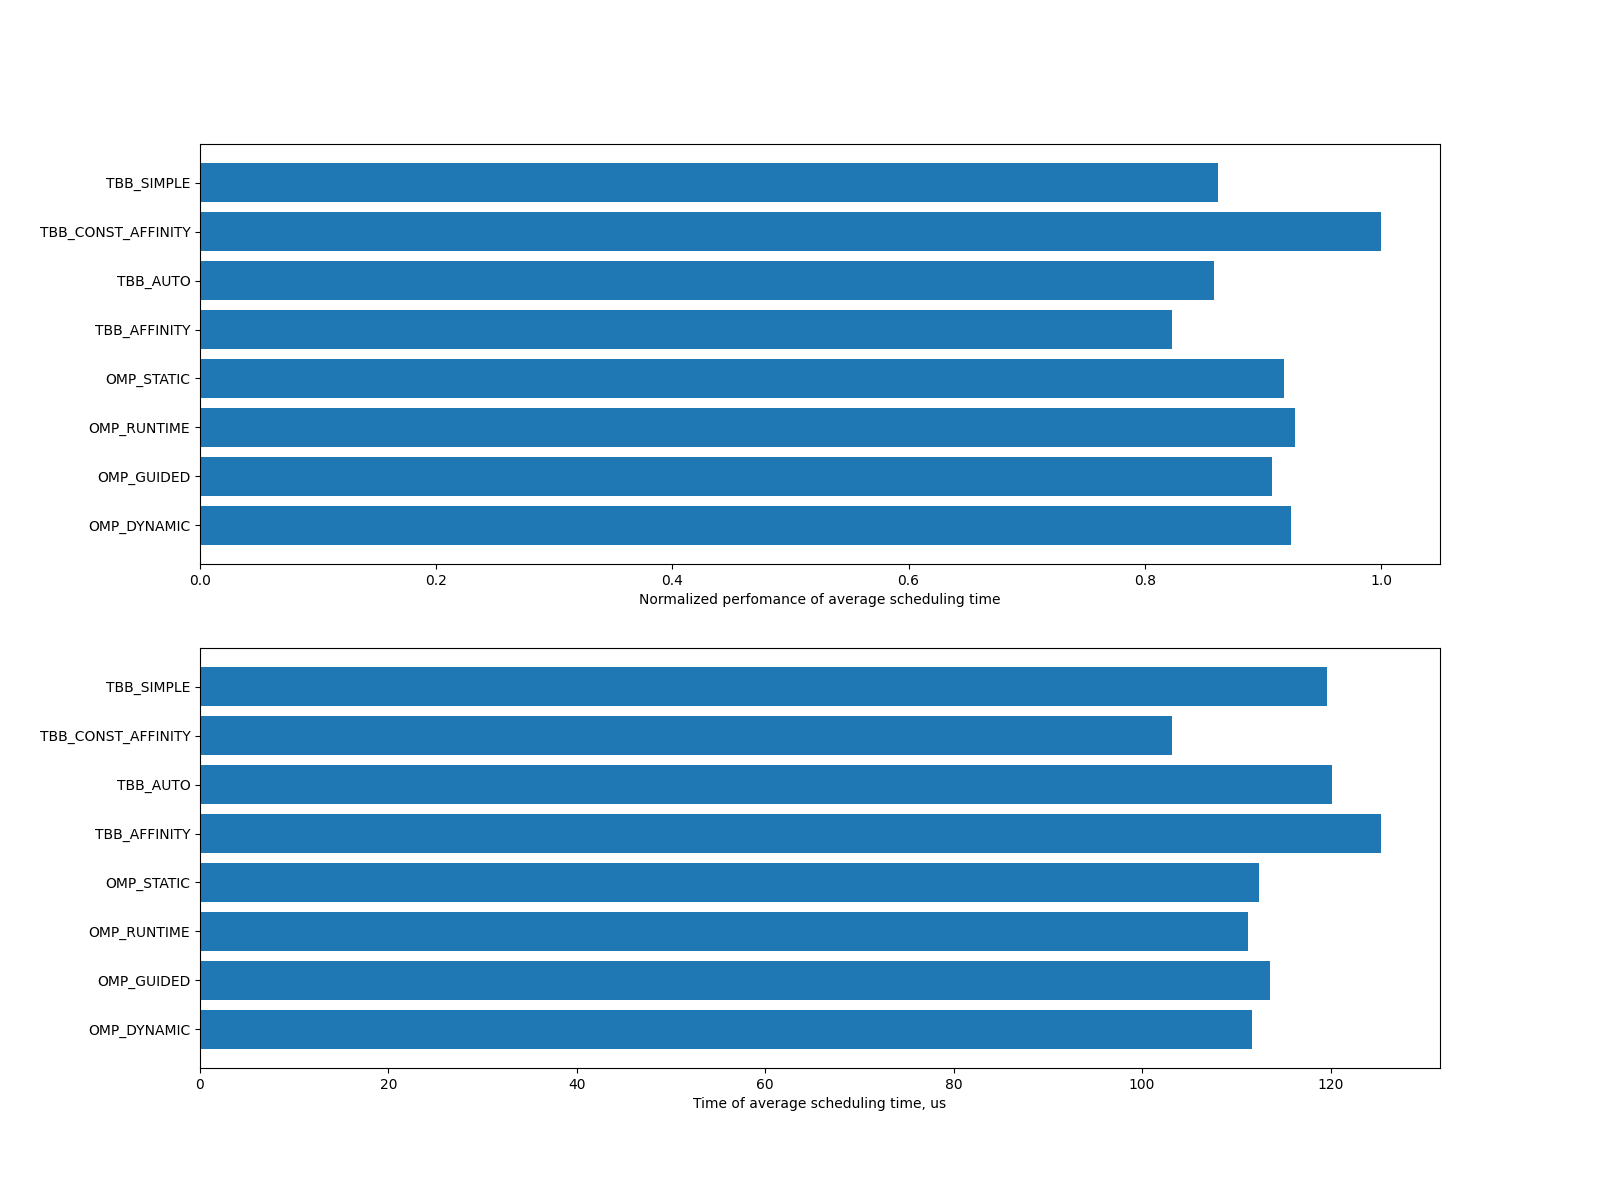 TBB_SIMPLE
TBB_CONST_AFFINITY
TBB_AUTO
TBB_AFFINITY
OMP_STATIC
OMP_RUNTIME
OMP_GUIDED
OMP_DYNAMIC
0.0 0.2 0.4 0.6 0.8 1.0
Normalized perfomance of average scheduling time
TBB_SIMPLE
TBB_CONST_AFFINITY
TBB_AUTO
TBB_AFFINITY
OMP_STATIC
OMP_RUNTIME
OMP_GUIDED
OMP_DYNAMIC
0 20 40 60 80 100 120
Time of average scheduling time, us